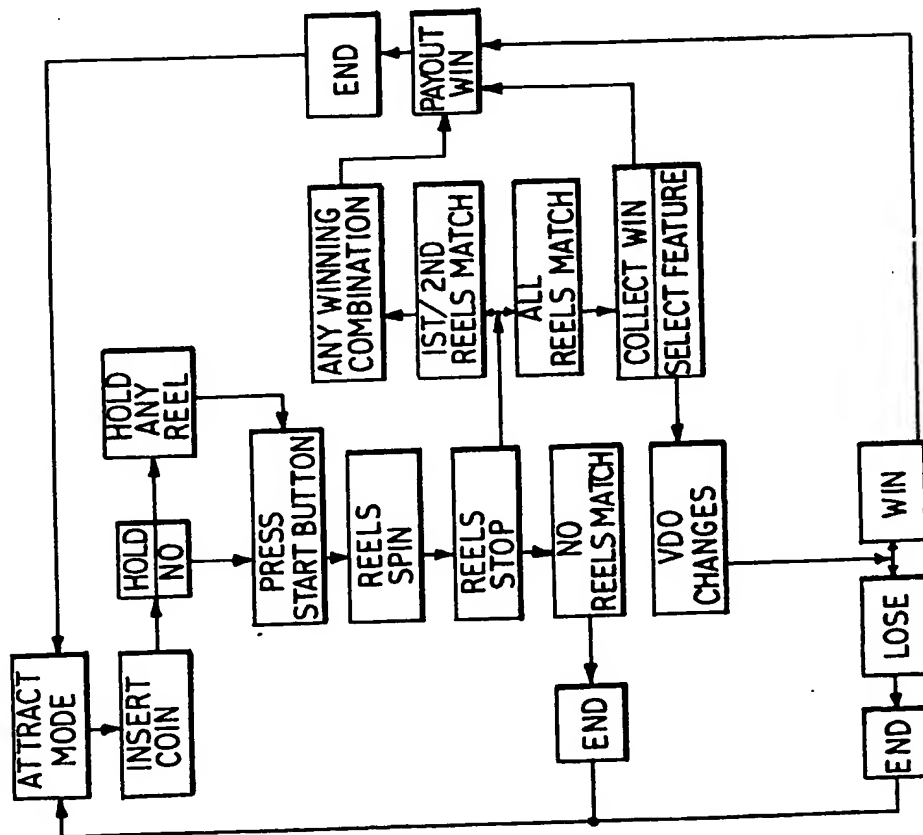 ATTRACT
MODE
INSERT
COIN
HOLD
NO
HOLD
ANY
REEL
PRESS
START BUTTON
REELS
SPIN
REELS
STOP
NO
REELS MATCH
END
ANY WINNING
COMBINATION
1ST/2ND
REELS MATCH
ALL
REELS MATCH
COLLECT WIN
SELECT FEATURE
PAYOUT
WIN
END
VDO
CHANGES
WIN
LOSE
END